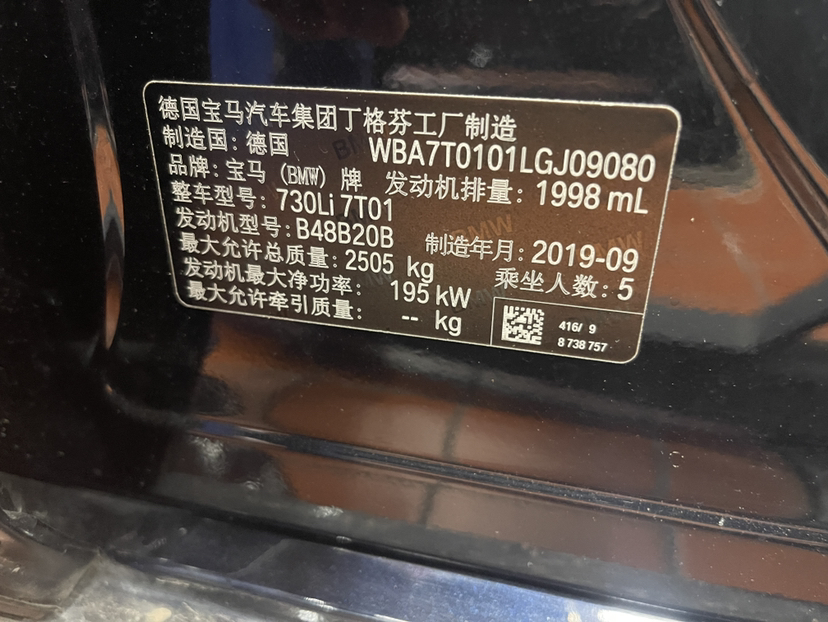 德国宝马汽车集团丁格芬工厂制造
制造国：德国 WBA7T0101LGJ09080
品牌：宝马 (BMW) 牌 发动机排量：1998 mL
整车型号：730Li 7T01
发动机型号：B48B20B 制造年月：2019-09
最大允许总质量：2505 kg 乘坐人数：5
发动机最大净功率： 195 kW
最大允许牵引质量： -- kg
416/ 9
8 738 757